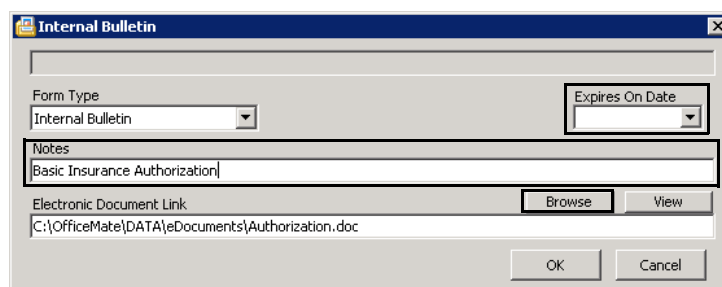 Internal Bulletin
Form Type
Expires On Date
Internal Bulletin
Notes
Basic Insurance Authorization
Electronic Document Link
Browse
View
C:\OfficeMate\DATA\eDocuments\Authorization.doc
OK
Cancel